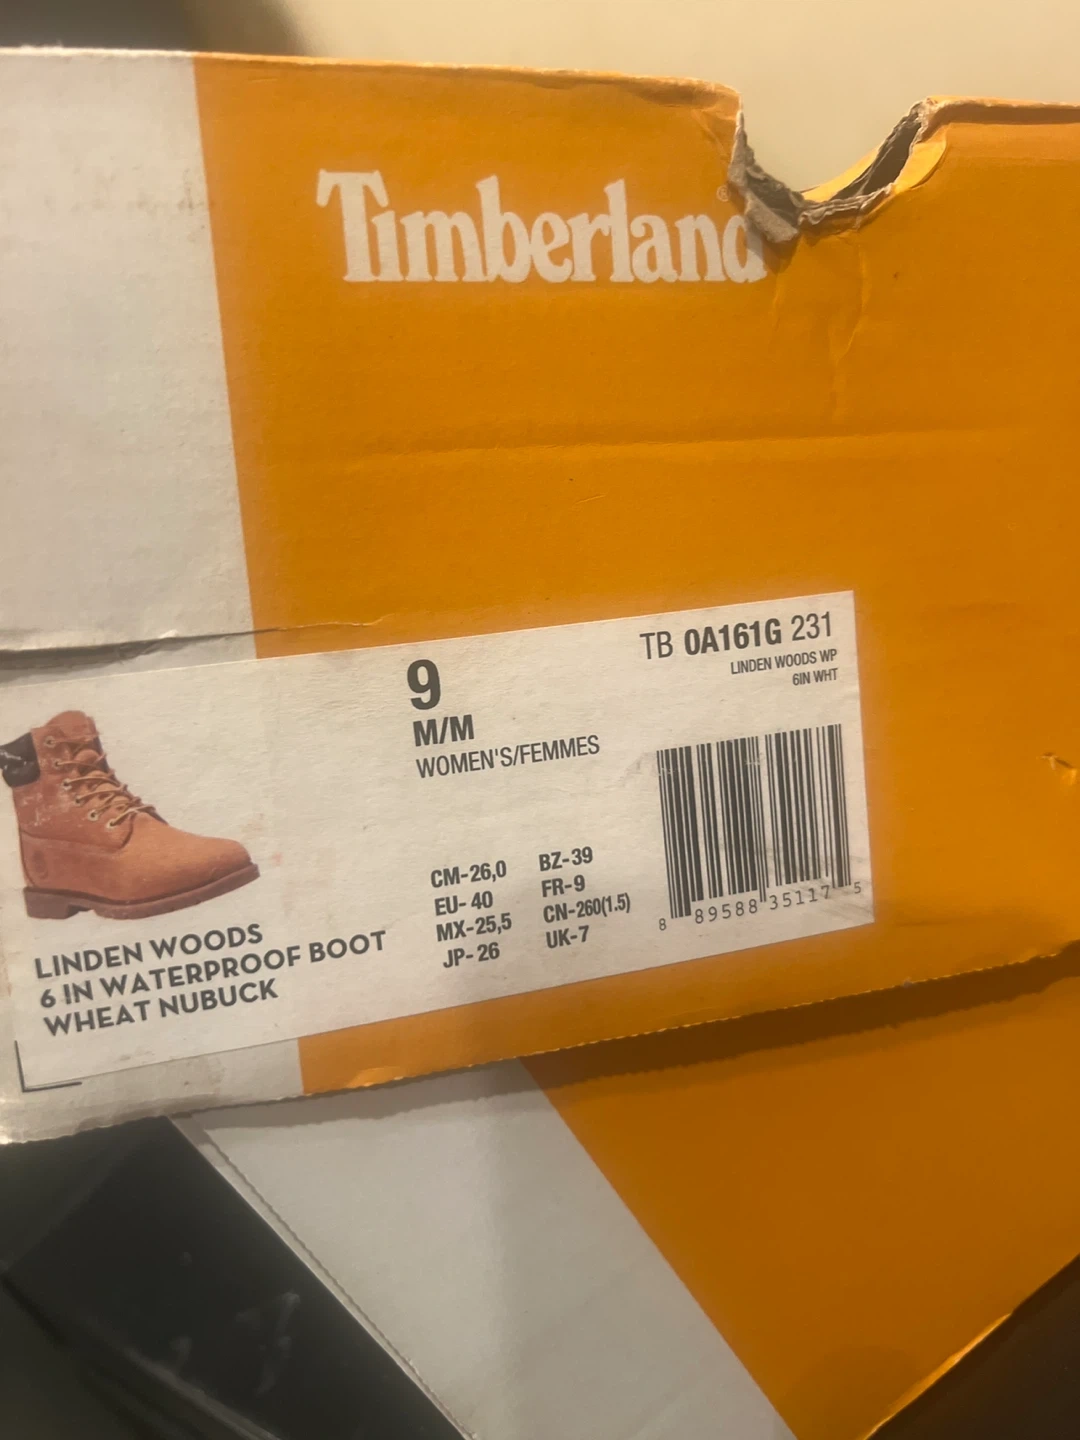 Timberland®
9
M/M
WOMEN'S/FEMMES
TB 0A161G 231
LINDEN WOODS WP
6IN WHT
CM-26,0 BZ-39
EU- 40 FR-9
MX-25,5 CN-260(1.5)
JP- 26 UK-7
8 89588 35117 5
LINDEN WOODS
6 IN WATERPROOF BOOT
WHEAT NUBUCK